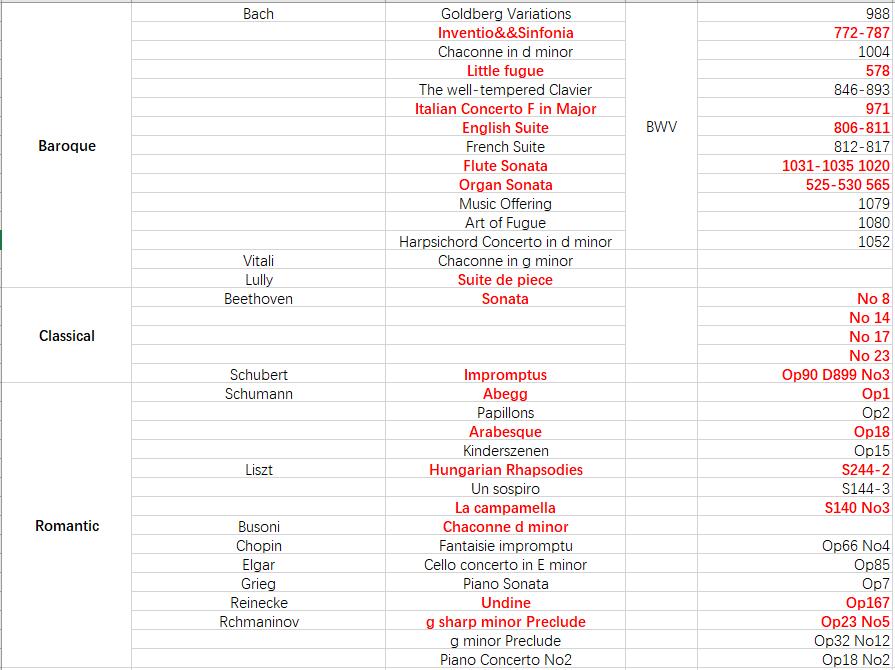 Bach Goldberg Variations 988
Inventio&&Sinfonia 772-787
Chaconne in d minor 1004
Little fugue 578
The well-tempered Clavier 846-893
Italian Concerto F in Major 971
English Suite BWV 806-811
Baroque French Suite 812-817
Flute Sonata 1031-1035 1020
Organ Sonata 525-530 565
Music Offering 1079
Art of Fugue 1080
Harpsichord Concerto in d minor 1052
Vitali Chaconne in g minor
Lully Suite de piece
Beethoven Sonata No 8
No 14
Classical No 17
No 23
Schubert Impromptus Op90 D899 No3
Schumann Abegg Op1
Papillons Op2
Arabesque Op18
Kinderszenen Op15
Liszt Hungarian Rhapsodies S244-2
Un sospiro S144-3
La campamella S140 No3
Romantic Busoni Chaconne d minor
Chopin Fantaisie impromptu Op66 No4
Elgar Cello concerto in E minor Op85
Grieg Piano Sonata Op7
Reinecke Undine Op167
Rchmaninov g sharp minor Preclude Op23 No5
g minor Preclude Op32 No12
Piano Concerto No2 Op18 No2